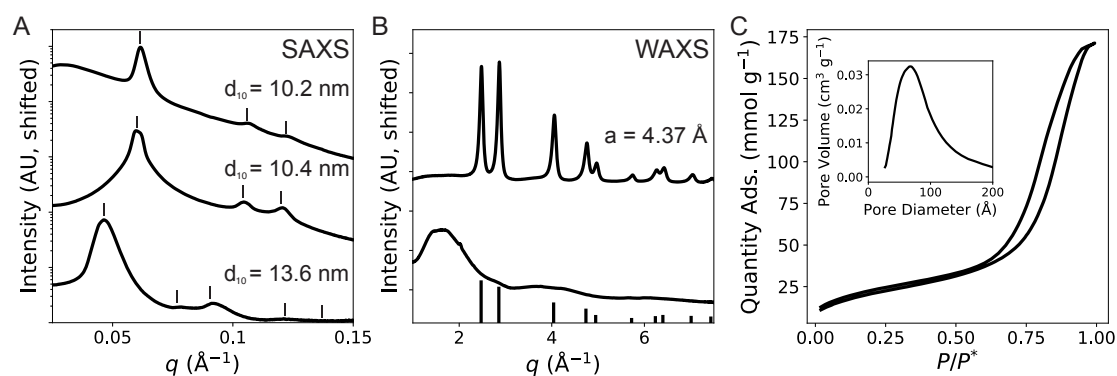 A
SAXS
d₁₀ = 10.2 nm
d₁₀ = 10.4 nm
d₁₀ = 13.6 nm
Intensity (AU, shifted)
0.05
0.1
0.15
q (Å⁻¹)
B
WAXS
a = 4.37 Å
Intensity (AU, shifted)
2
4
6
q (Å⁻¹)
C
Quantity Ads. (mmol g⁻¹)
175
150
125
100
75
50
25
0.00
0.25
0.50
0.75
1.00
P/P*
Pore Volume (cm³ g⁻¹)
0.03
0.02
0.01
0.00
0
100
200
Pore Diameter (Å)